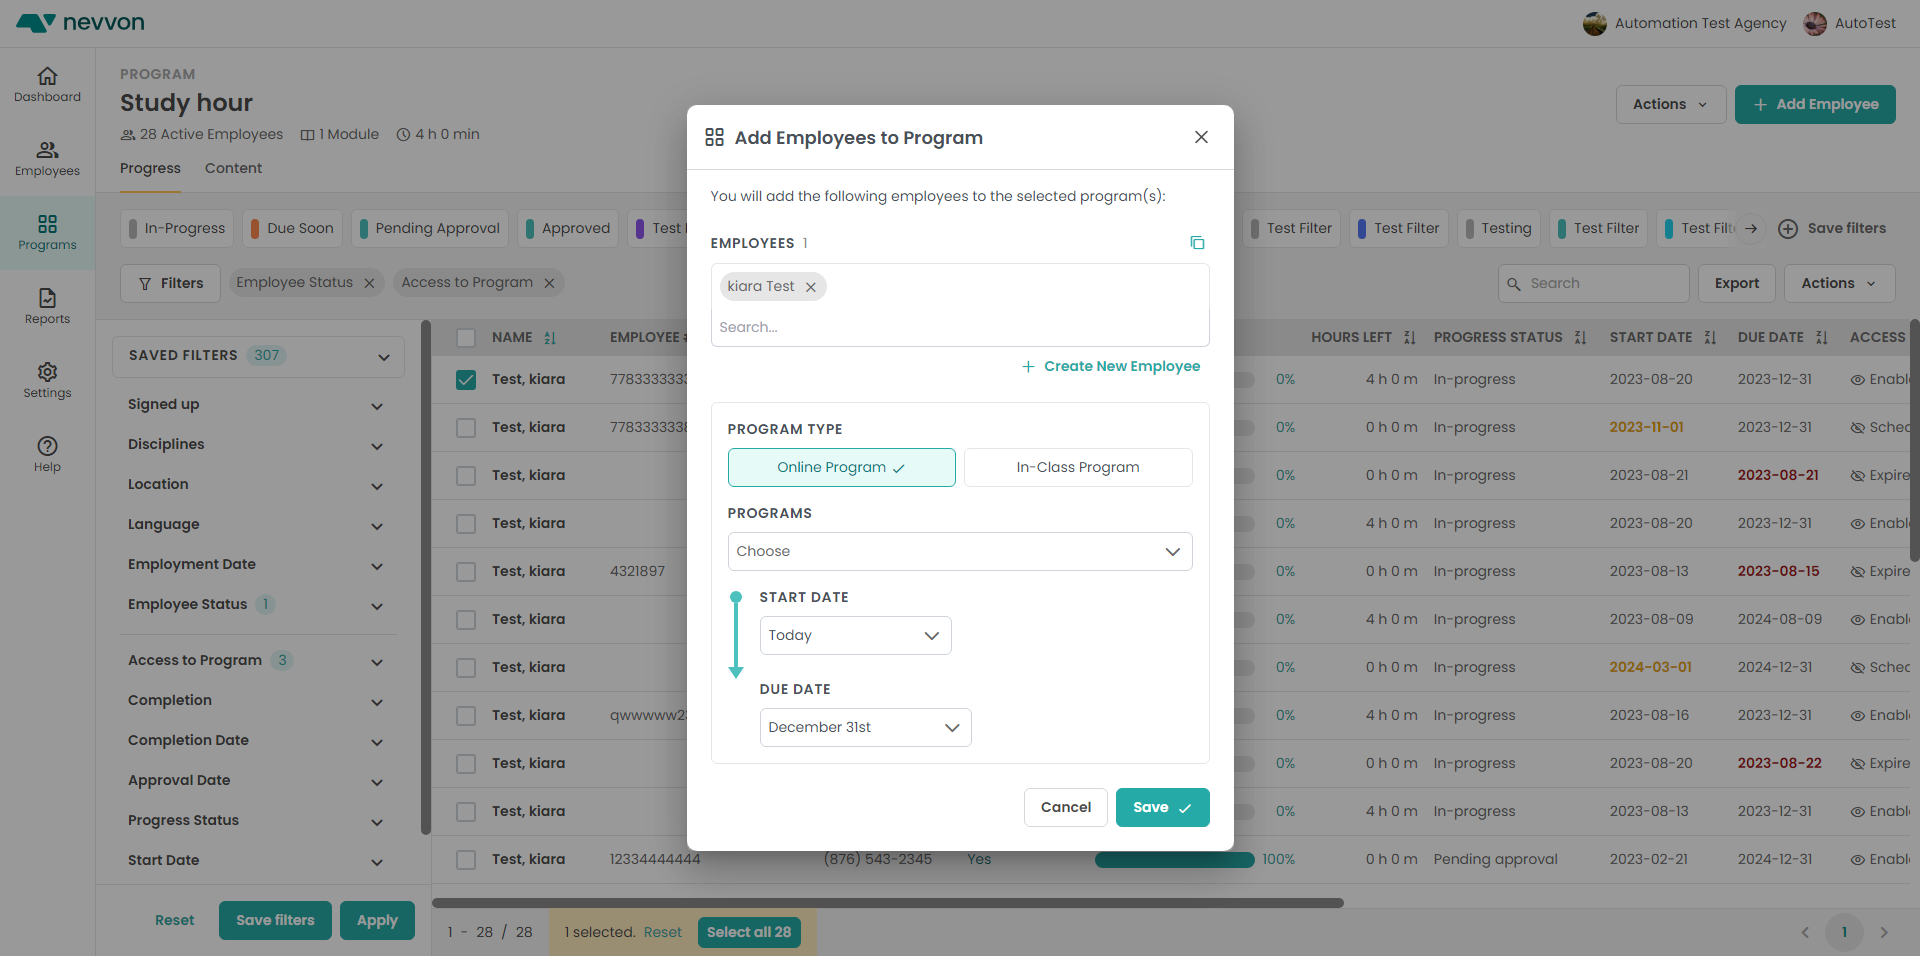 nevvon
Automation Test Agency
AutoTest
Dashboard
Employees
Programs
Reports
Settings
Help
PROGRAM
Study hour
28 Active Employees 1 Module 4 h 0 min
Progress Content
Actions
Add Employee
In-Progress Due Soon Pending Approval Approved Test Test Filter Test Filter Testing Test Filter Test Save filters
Filters Employee Status Access to Program Search Export Actions
SAVED FILTERS 307
Signed up
Disciplines
Location
Language
Employment Date
Employee Status 1
Access to Program 3
Completion
Completion Date
Approval Date
Progress Status
Start Date
Reset Save filters Apply
NAME EMPLOYEE HOURS LEFT PROGRESS STATUS START DATE DUE DATE ACCESS
Test, kiara 7783333333 0% 4 h 0 m In-progress 2023-08-20 2023-12-31 Enabl
Test, kiara 778333333 0% 0 h 0 m In-progress 2023-11-01 2023-12-31 Sched
Test, kiara 0% 0 h 0 m In-progress 2023-08-21 2023-08-21 Expire
Test, kiara 0% 4 h 0 m In-progress 2023-08-20 2023-12-31 Enabl
Test, kiara 4321897 0% 0 h 0 m In-progress 2023-08-13 2023-08-15 Expire
Test, kiara 0% 4 h 0 m In-progress 2023-08-09 2024-08-09 Enabl
Test, kiara 0% 0 h 0 m In-progress 2024-03-01 2024-12-31 Sched
Test, kiara qwwwww2 0% 4 h 0 m In-progress 2023-08-16 2023-12-31 Enabl
Test, kiara 0% 0 h 0 m In-progress 2023-08-20 2023-08-22 Expire
Test, kiara 0% 4 h 0 m In-progress 2023-08-13 2023-12-31 Enabl
Test, kiara 12334444444 (876) 543-2345 Yes 100% 0 h 0 m Pending approval 2023-02-21 2024-12-31 Enabl
1 - 28 / 28 1 selected. Reset Select all 28 1
Add Employees to Program
You will add the following employees to the selected program(s):
EMPLOYEES 1
kiara Test
Search...
Create New Employee
PROGRAM TYPE
Online Program In-Class Program
PROGRAMS
Choose
START DATE
Today
DUE DATE
December 31st
Cancel Save